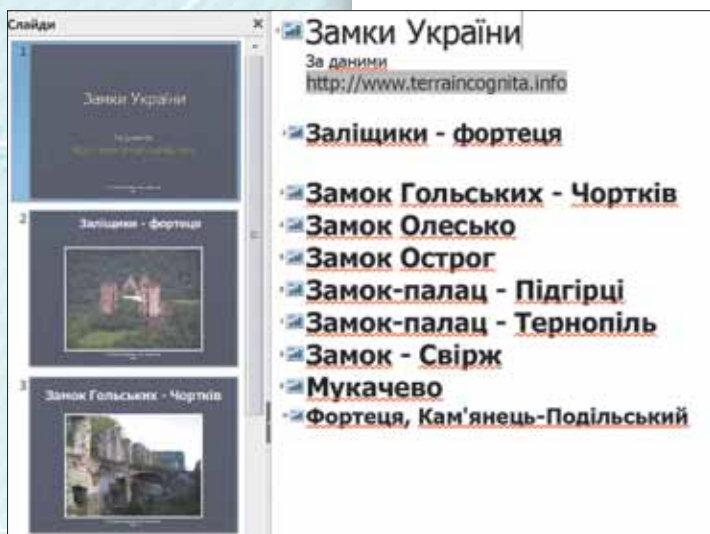 Слайди
1
Замки України
2
Заліщики - фортеця
3
Замок Гольських - Чортків
Замки України
За даними
http://www.terraincognita.info
Заліщики - фортеця
Замок Гольських - Чортків
Замок Олесько
Замок Острог
Замок-палац - Підгірці
Замок-палац - Тернопіль
Замок - Свірж
Мукачево
Фортеця, Кам'янець-Подільський